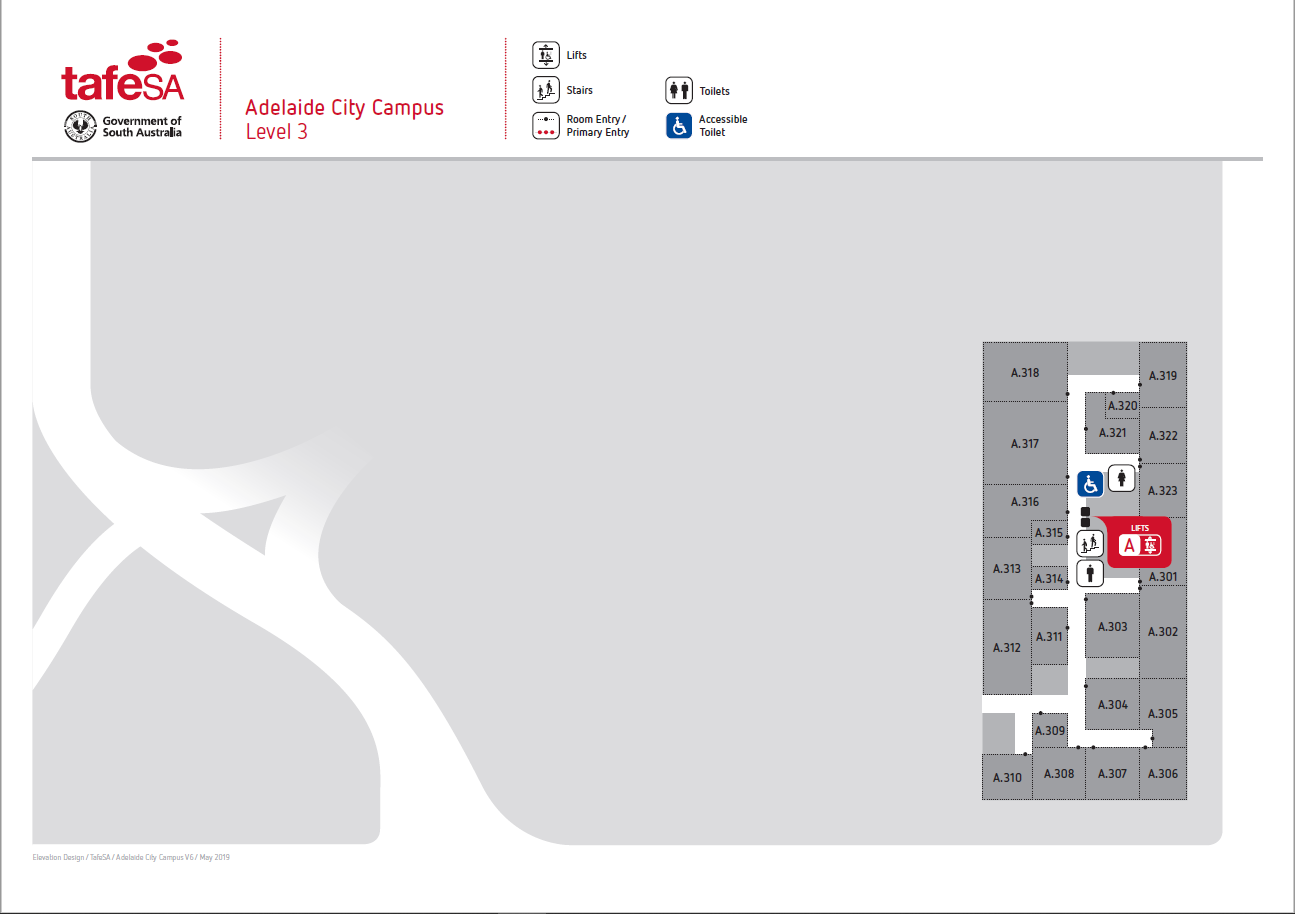 tafeSA
Government of
South Australia
Adelaide City Campus
Level 3
Lifts
Stairs
Room Entry /
Primary Entry
Toilets
Accessible
Toilet
A.318
A.319
A.320
A.321
A.317
A.322
A.316
A.323
A.315
LIFTS
A
A.313
A.314
A.301
A.312
A.311
A.303
A.302
A.304
A.305
A.309
A.310
A.308
A.307
A.306
Elevation Design / TafeSA / Adelaide City Campus V6 / May 2019